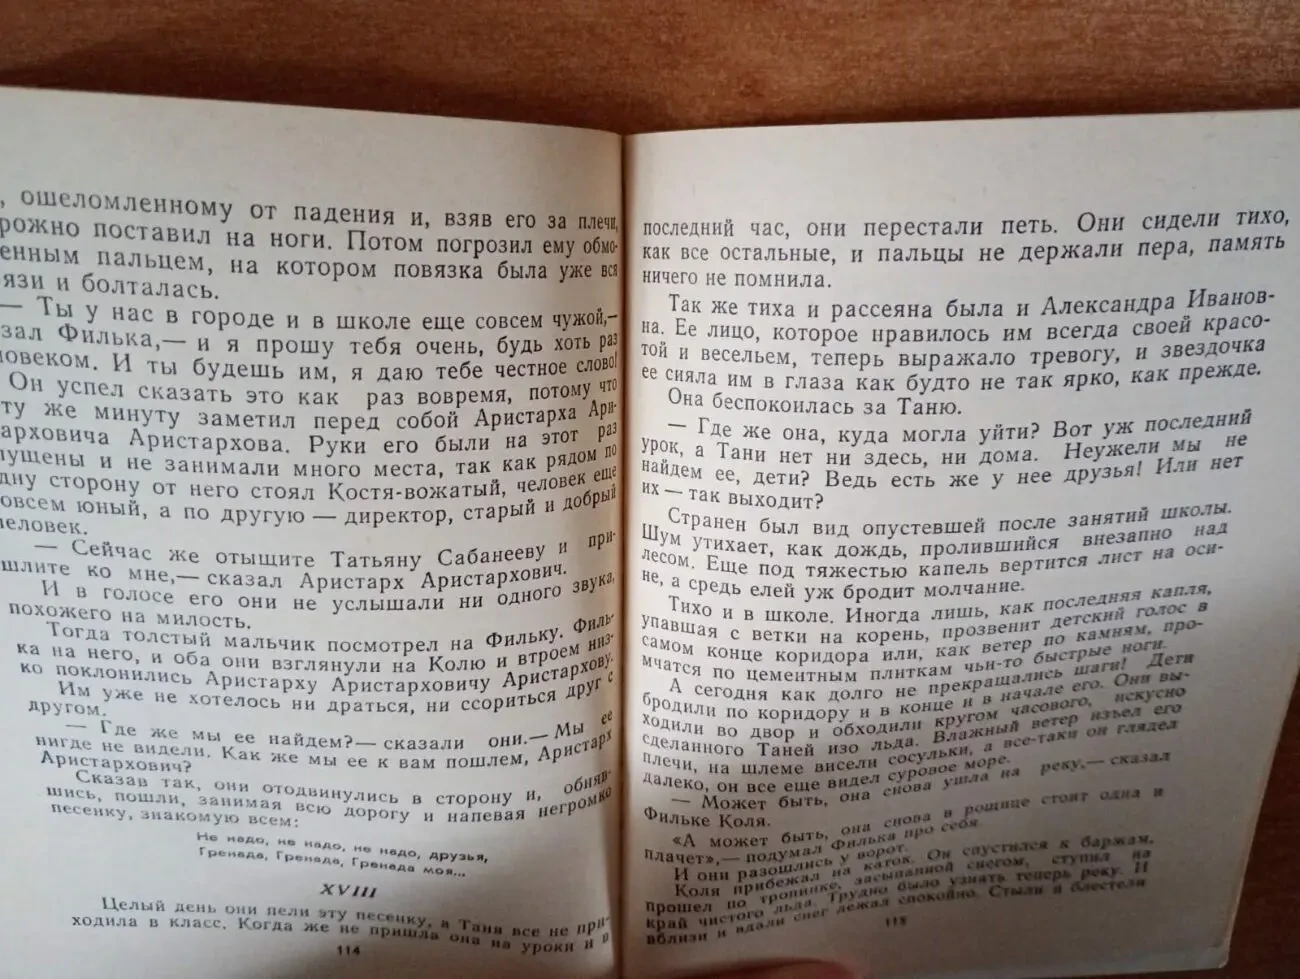 , ошеломленному от падения и, взяв его за плечи,
рожно поставил на ноги. Потом погрозил ему обмо-
енным пальцем, на котором повязка была уже вся
язи и болталась.
— Ты у нас в городе и в школе еще совсем чужой,—
зал Филька,— и я прошу тебя очень, будь хоть раз
ловеком. И ты будешь им, я даю тебе честное слово!
Он успел сказать это как раз вовремя, потому что
ту же минуту заметил перед собой Аристарха Ари-
арховича Аристархова. Руки его были на этот раз
пущены и не занимали много места, так как рядом по
дну сторону от него стоял Костя-вожатый, человек еще
овсем юный, а по другую — директор, старый и добрый
человек.
— Сейчас же отыщите Татьяну Сабанееву и при-
шлите ко мне,— сказал Аристарх Аристархович.
И в голосе его они не услышали ни одного звука,
похожего на милость.
Тогда толстый мальчик посмотрел на Фильку. Филь-
ка на него, и оба они взглянули на Колю и втроем низ-
ко поклонились Аристарху Аристарховичу Аристархову.
Им уже не хотелось ни драться, ни ссориться друг с
другом.
— Где же мы ее найдем?— сказали они.— Мы ее
нигде не видели. Как же мы ее к вам пошлем, Аристарх
Аристархович?
Сказав так, они отодвинулись в сторону и, обняв-
шись, пошли, занимая всю дорогу и напевая негромко
песенку, знакомую всем:
Не надо, не надо, не надо, друзья,
Гренада, Гренада, Гренада моя...
XVIII
Целый день они пели эту песенку, а Таня все не при-
ходила в класс. Когда же не пришла она на уроки и в
114
последний час, они перестали петь. Они сидели тихо,
как все остальные, и пальцы не держали пера, память
ничего не помнила.
Так же тиха и рассеяна была и Александра Иванов-
на. Ее лицо, которое нравилось им всегда своей красо-
той и весельем, теперь выражало тревогу, и звездочка
ее сияла им в глаза как будто не так ярко, как прежде.
Она беспокоилась за Таню.
— Где же она, куда могла уйти? Вот уж последний
урок, а Тани нет ни здесь, ни дома. Неужели мы не
найдем ее, дети? Ведь есть же у нее друзья! Или нет
их — так выходит?
Странен был вид опустевшей после занятий школы.
Шум утихает, как дождь, пролившийся внезапно над
лесом. Еще под тяжестью капель вертится лист на оси-
не, а средь елей уж бродит молчание.
Тихо и в школе. Иногда лишь, как последняя капля,
упавшая с ветки на корень, прозвенит детский голос в
самом конце коридора или, как ветер по камням, про-
мчатся по цементным плиткам чьи-то быстрые ноги.
А сегодня как долго не прекращались шаги! Дети
бродили по коридору и в конце и в начале его. Они вы-
ходили во двор и обходили кругом часового, искусно
сделанного Таней изо льда. Влажный ветер изъел его
плечи, на шлеме висели сосульки, а все-таки он глядел
далеко, он все еще видел суровое море.
— Может быть, она снова ушла на реку,— сказал
Фильке Коля.
«А может быть, она снова в рощице стоит одна и
плачет»,— подумал Филька про себя.
И они разошлись у ворот.
Коля прибежал на каток. Он спустился к баржам,
прошел по тропинке, засыпанной снегом, ступил на
край чистого льда. Трудно было узнать теперь реку. И
вблизи и вдали снег лежал спокойно. Стыли и блестели
115